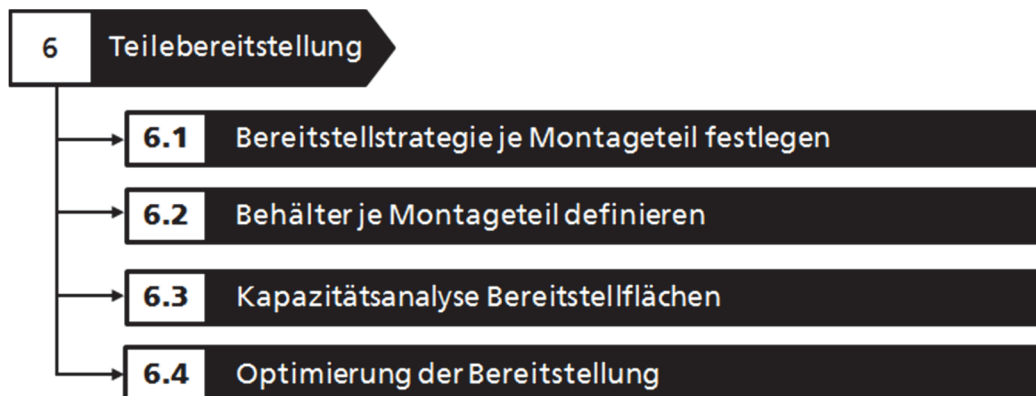 6 Teilebereitstellung
6.1 Bereitstellstrategie je Montageteil festlegen
6.2 Behälter je Montageteil definieren
6.3 Kapazitätsanalyse Bereitstellflächen
6.4 Optimierung der Bereitstellung